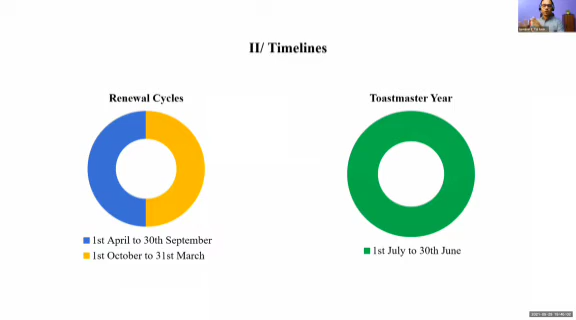 II/ Timelines
Renewal Cycles
1st April to 30th September
1st October to 31st March
Toastmaster Year
1st July to 30th June